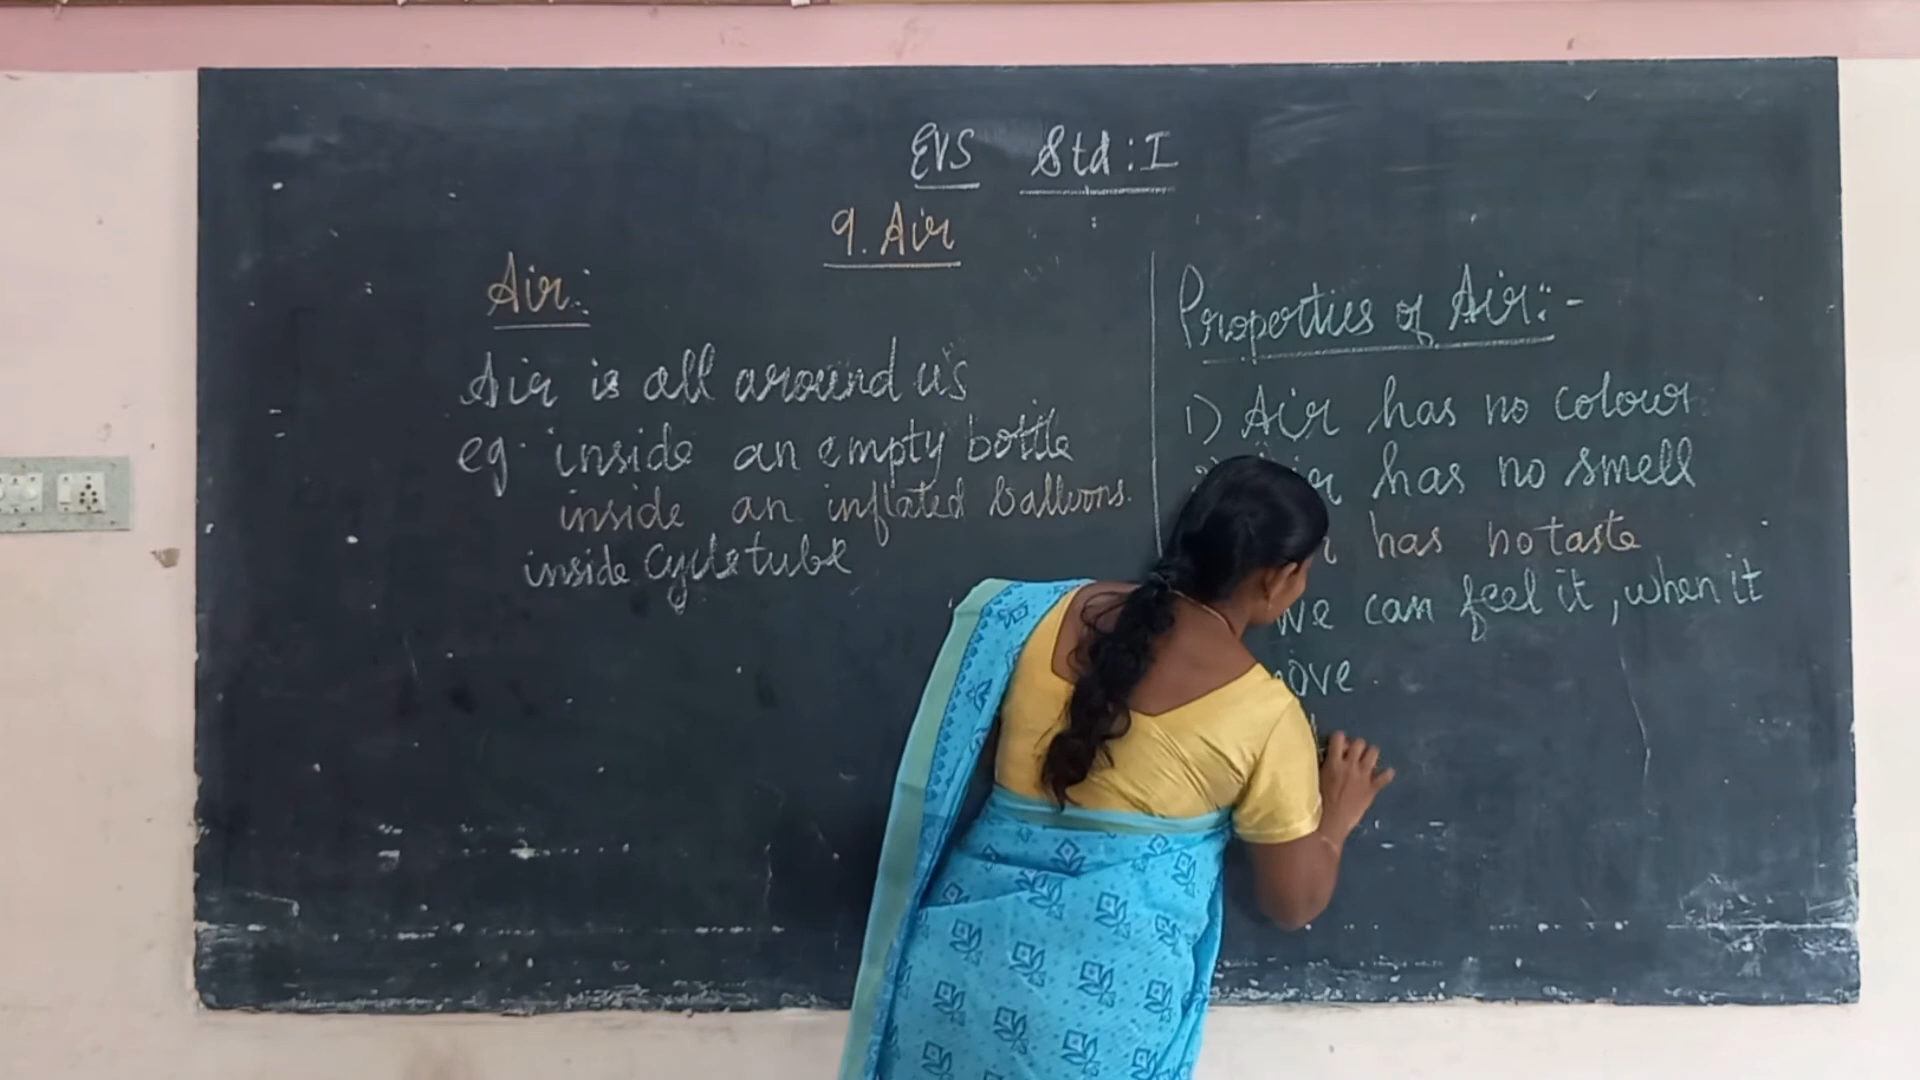 EVS Std : I
9. Air
Air :
Air is all around us
eg. inside an empty bottle
inside an inflated balloons.
inside Cycle tube
Properties of Air : -
1) Air has no colour
has no smell
has no taste
We can feel it, when it